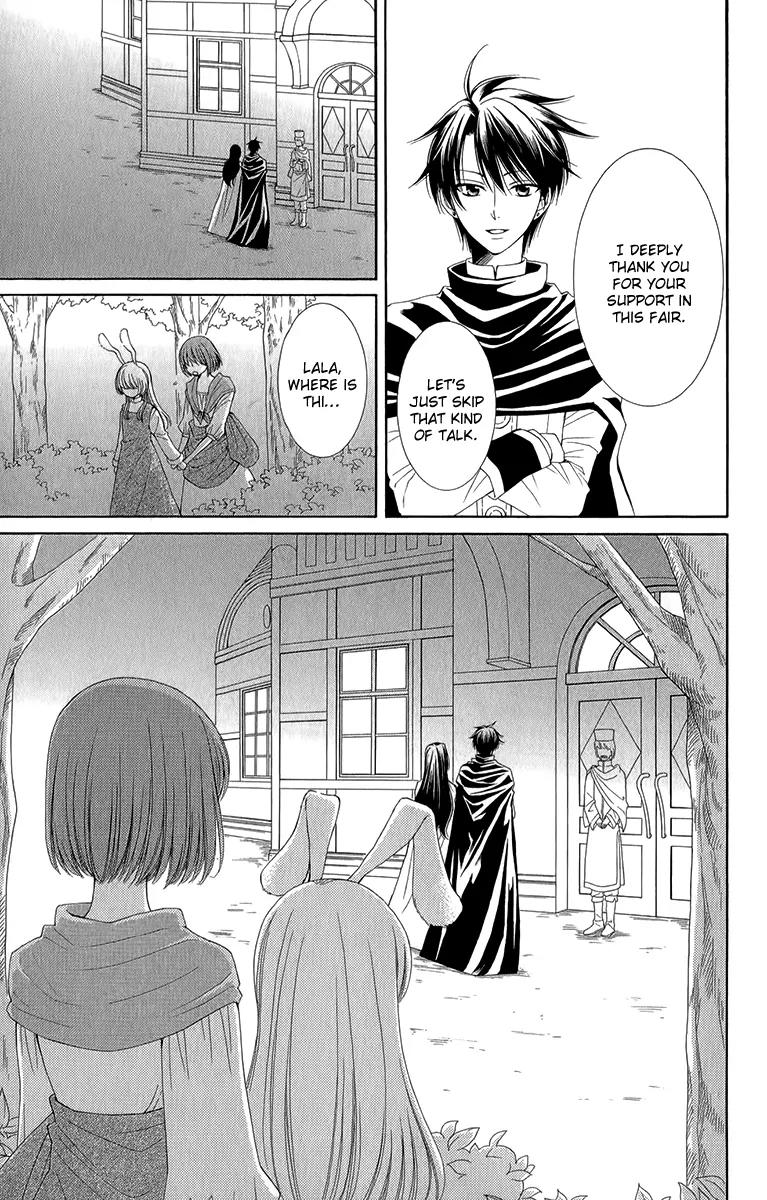 I DEEPLY
THANK YOU
FOR YOUR
SUPPORT IN
THIS FAIR.
LET'S
JUST SKIP
THAT KIND
OF TALK.
LALA,
WHERE IS
THI...